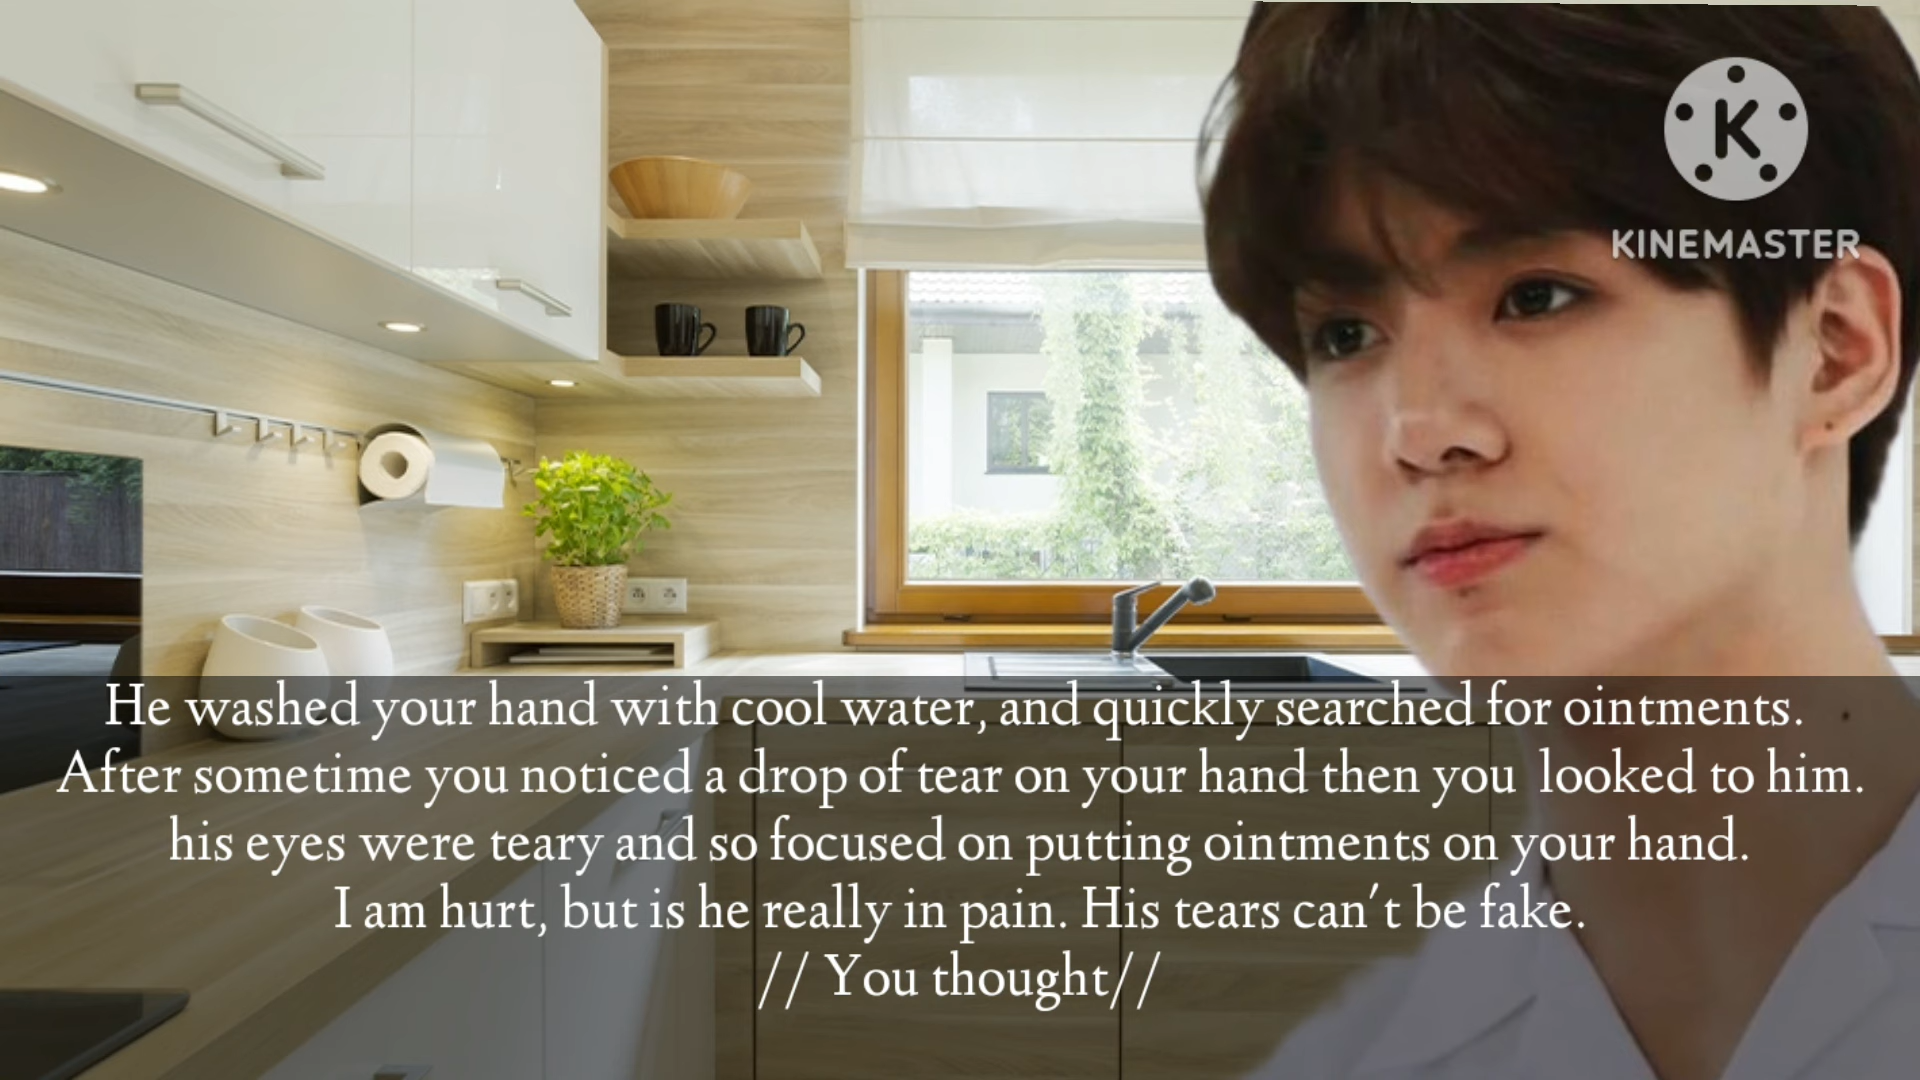 K
KINEMASTER
He washed your hand with cool water, and quickly searched for ointments.
After sometime you noticed a drop of tear on your hand then you looked to him.
his eyes were teary and so focused on putting ointments on your hand.
I am hurt, but is he really in pain. His tears can't be fake.
// You thought//